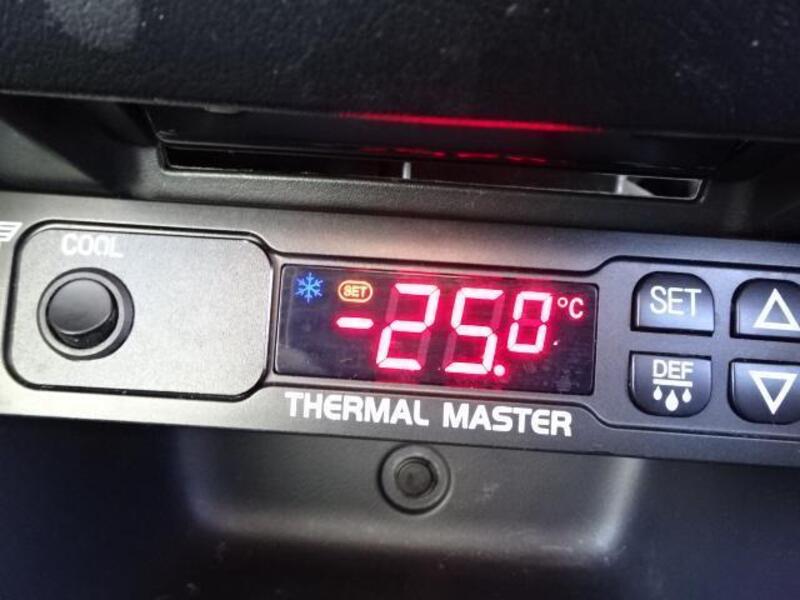 COOL
SET
-25.0 °C
SET
DEF
THERMAL MASTER